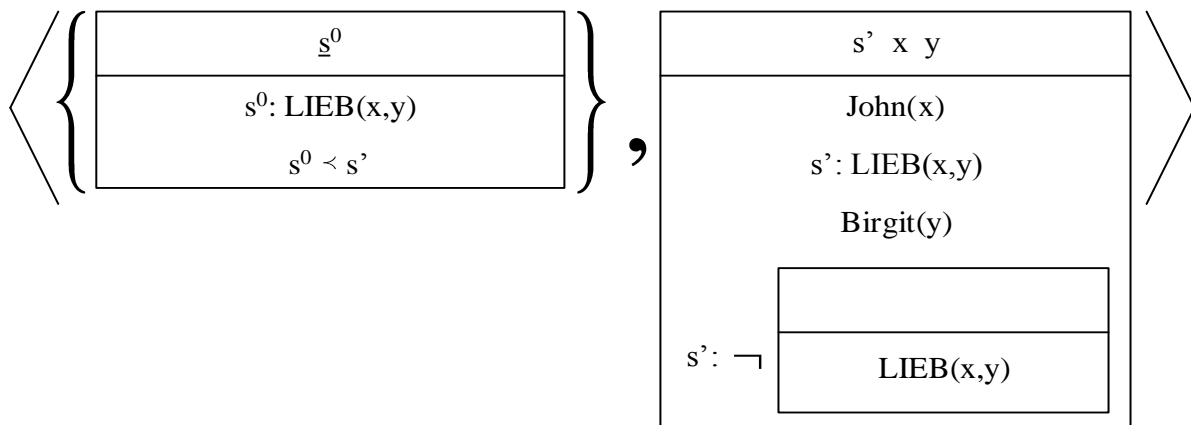 s⁰
s⁰: LIEB(x,y)
s⁰ ≺ s’
,
s’ x y
John(x)
s’: LIEB(x,y)
Birgit(y)
s’: ¬
LIEB(x,y)